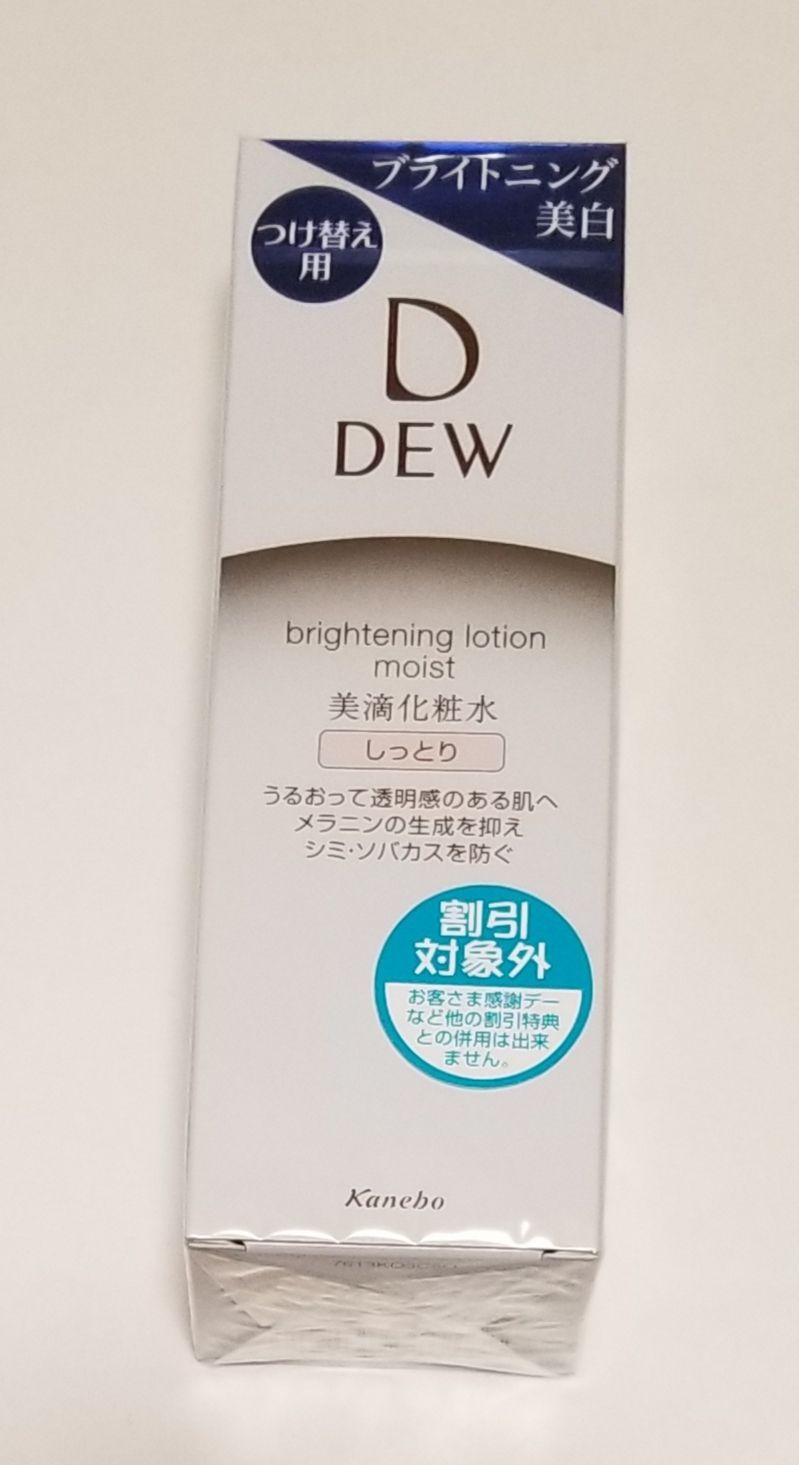 ブライトニング
美白
つけ替え
用
D
DEW
brightening lotion
moist
美滴化粧水
しっとり
うるおって透明感のある肌へ
メラニンの生成を抑え
シミ・ソバカスを防ぐ
割引
対象外
お客さま感謝デー
など他の割引特典
との併用は出来
ません。
Kanebo